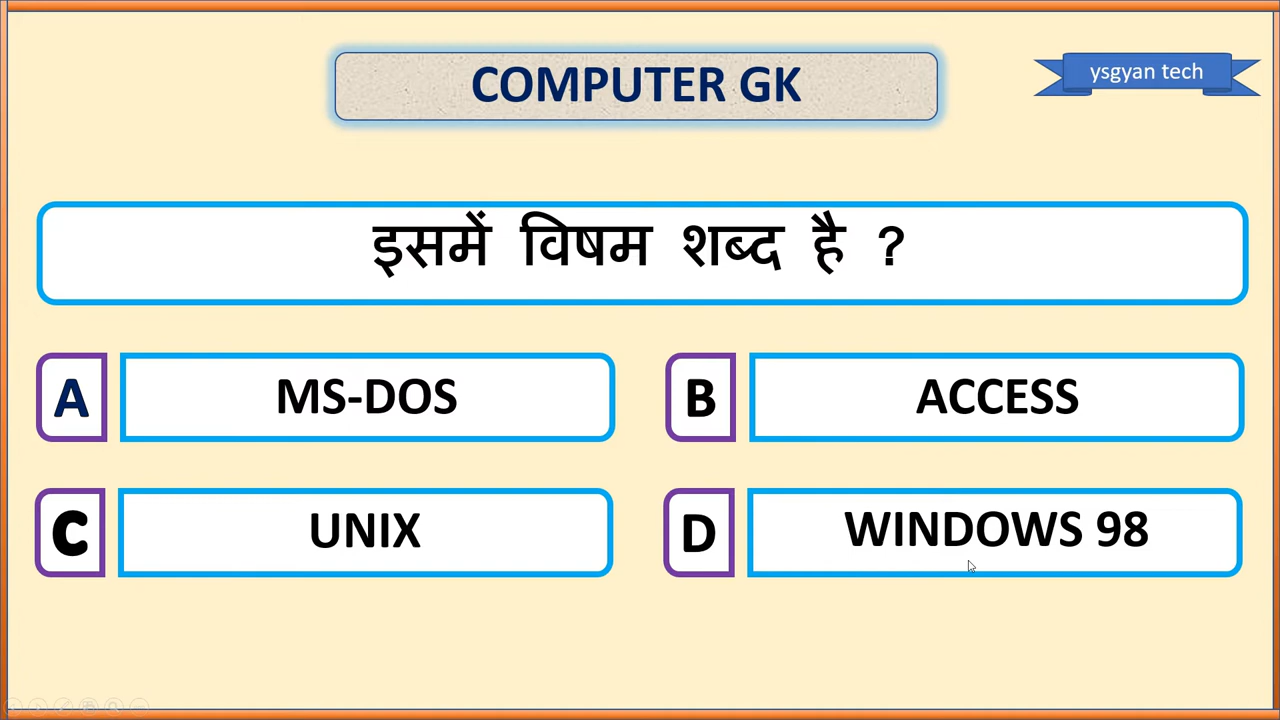 COMPUTER GK
ysgyan tech
इसमें विषम शब्द है ?
A MS-DOS
B ACCESS
C UNIX
D WINDOWS 98